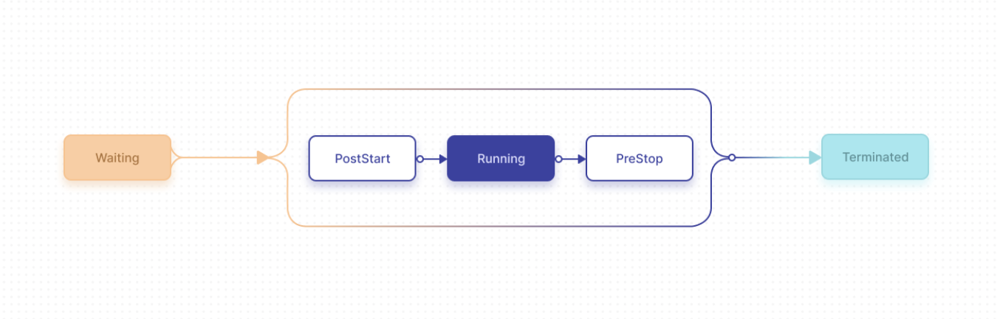 Waiting
PostStart
Running
PreStop
Terminated